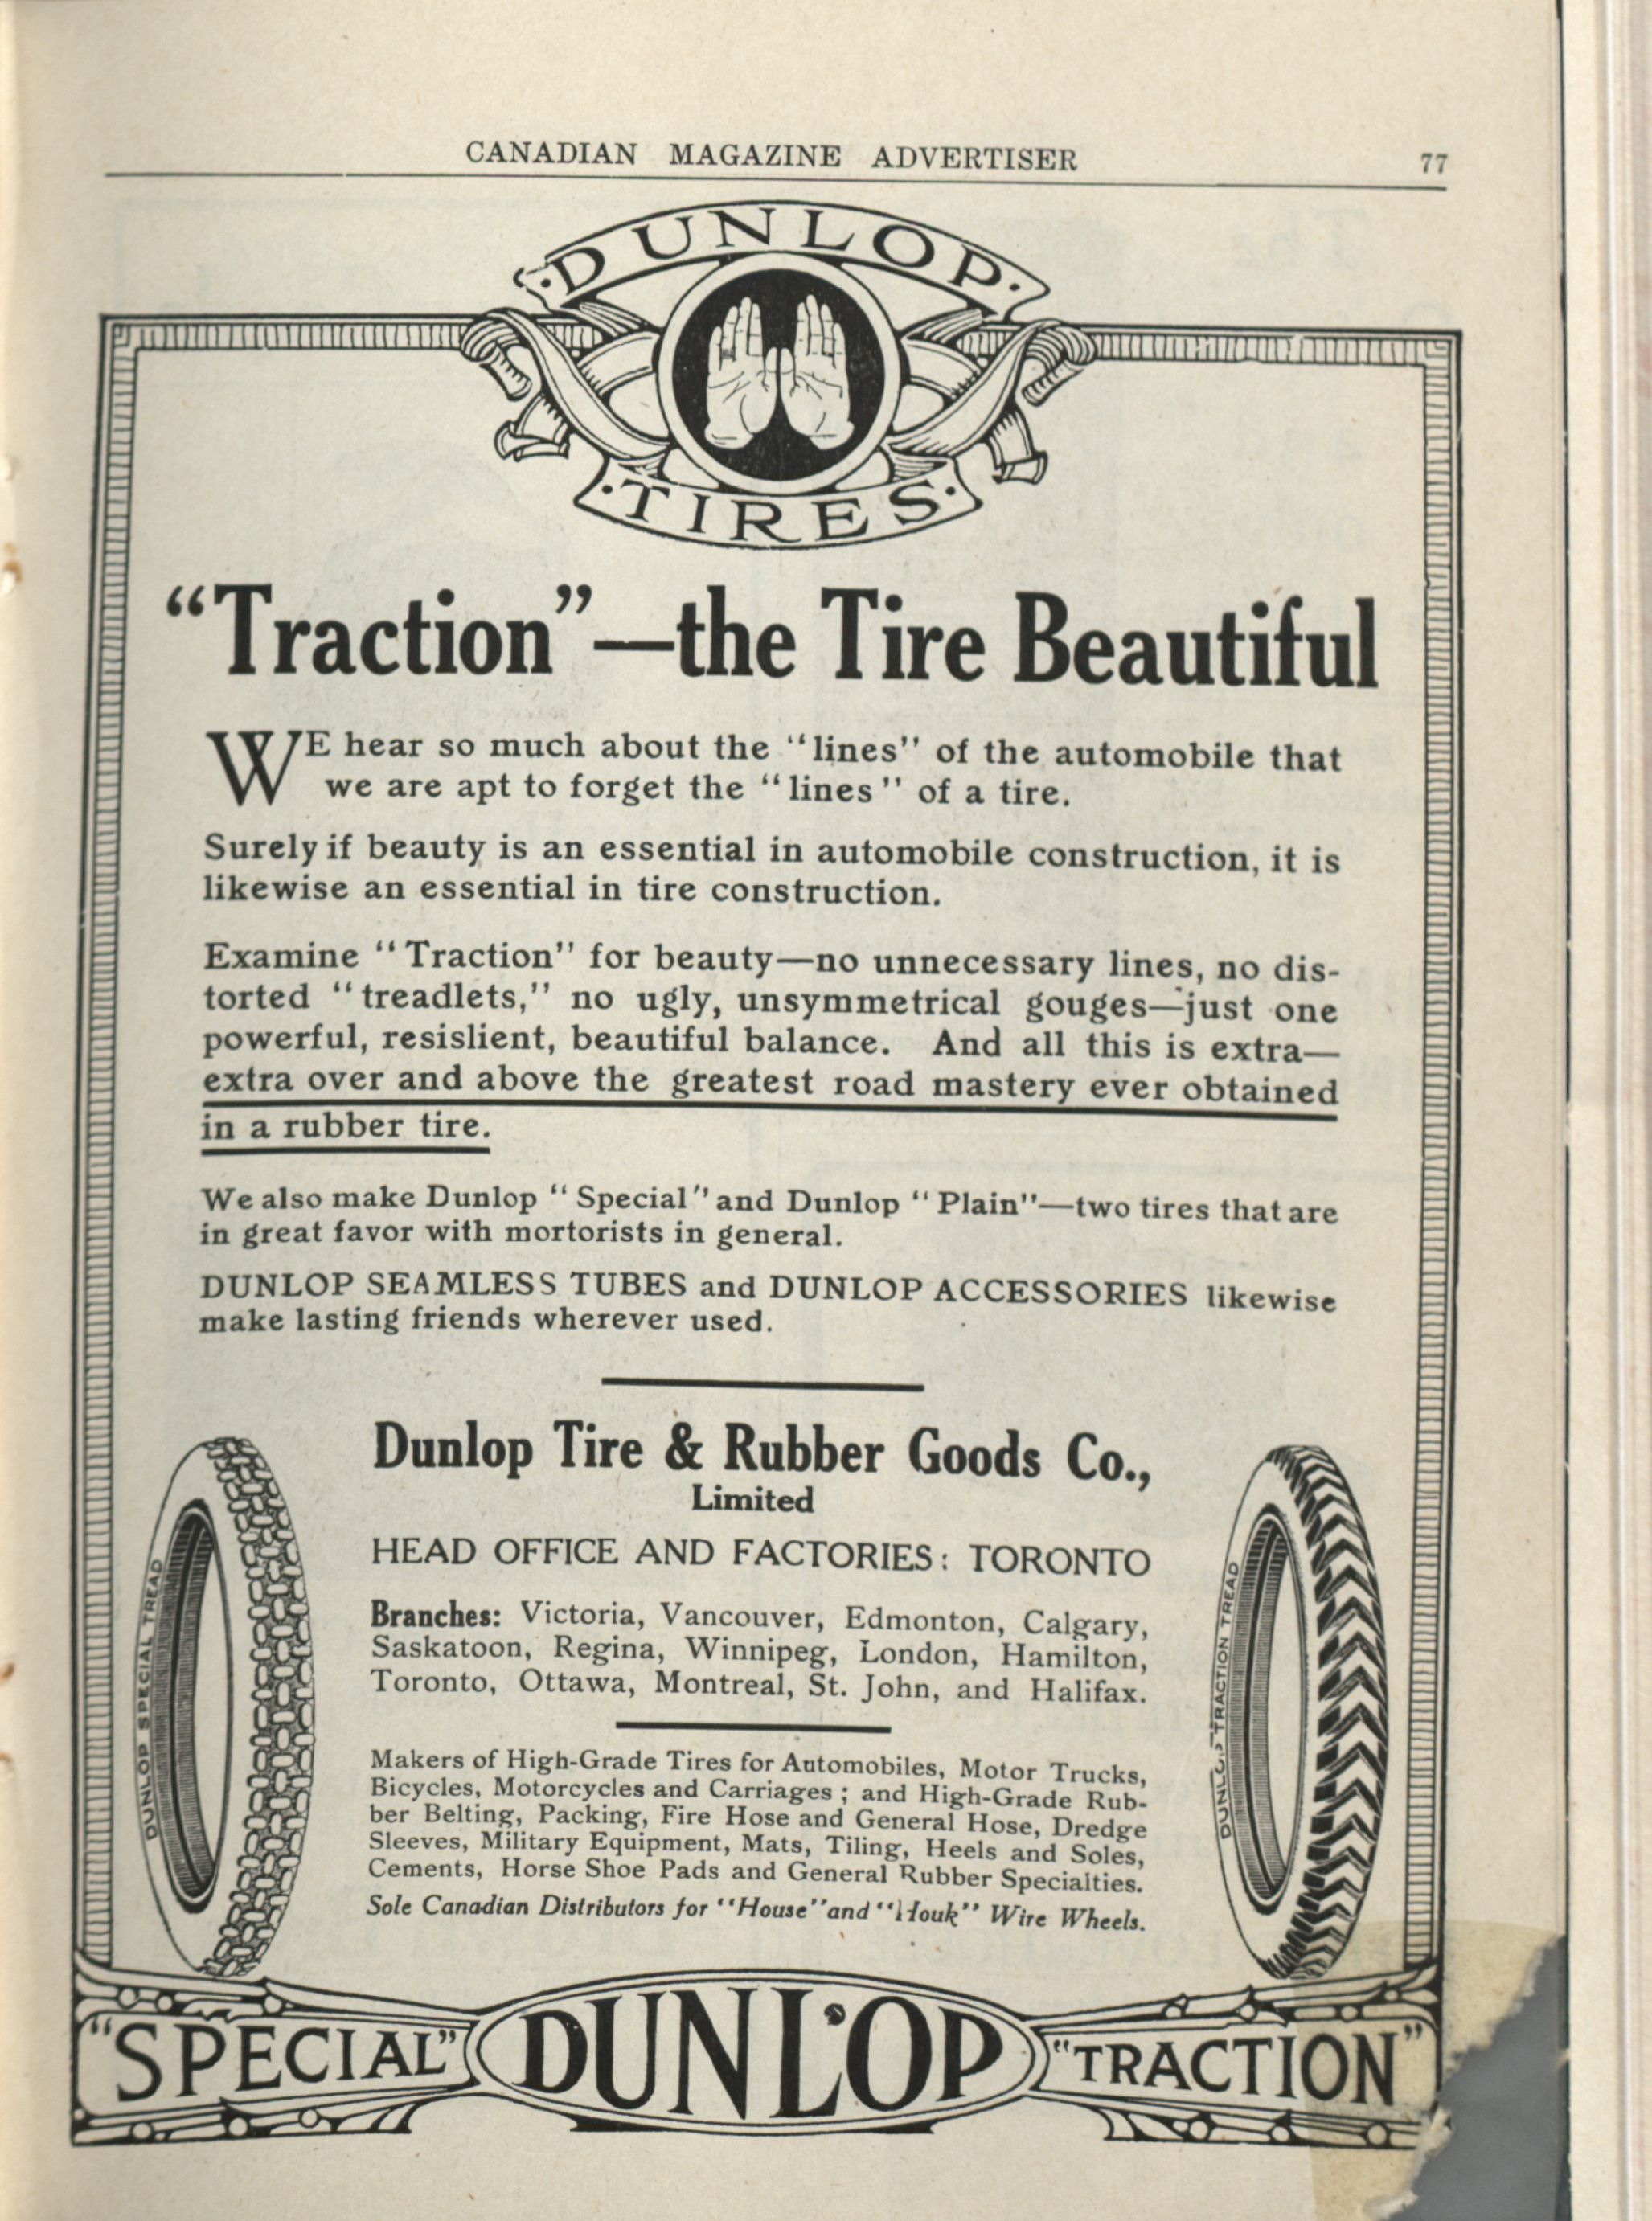 CANADIAN MAGAZINE ADVERTISER 77
·DUNLOP·
·TIRES·
“Traction”—the Tire Beautiful
WE hear so much about the “lines” of the automobile that
we are apt to forget the “lines” of a tire.
Surely if beauty is an essential in automobile construction, it is
likewise an essential in tire construction.
Examine “Traction” for beauty—no unnecessary lines, no dis-
torted “treadlets,” no ugly, unsymmetrical gouges—just one
powerful, resislient, beautiful balance. And all this is extra—
extra over and above the greatest road mastery ever obtained
in a rubber tire.
We also make Dunlop “Special” and Dunlop “Plain”—two tires that are
in great favor with mortorists in general.
DUNLOP SEAMLESS TUBES and DUNLOP ACCESSORIES likewise
make lasting friends wherever used.
Dunlop Tire & Rubber Goods Co.,
Limited
HEAD OFFICE AND FACTORIES: TORONTO
Branches: Victoria, Vancouver, Edmonton, Calgary,
Saskatoon, Regina, Winnipeg, London, Hamilton,
Toronto, Ottawa, Montreal, St. John, and Halifax.
Makers of High-Grade Tires for Automobiles, Motor Trucks,
Bicycles, Motorcycles and Carriages; and High-Grade Rub-
ber Belting, Packing, Fire Hose and General Hose, Dredge
Sleeves, Military Equipment, Mats, Tiling, Heels and Soles,
Cements, Horse Shoe Pads and General Rubber Specialties.
Sole Canadian Distributors for “House” and “Houk” Wire Wheels.
DUNLOP SPECIAL TREAD
DUNLOP TRACTION TREAD
“SPECIAL” DUNLOP “TRACTION”